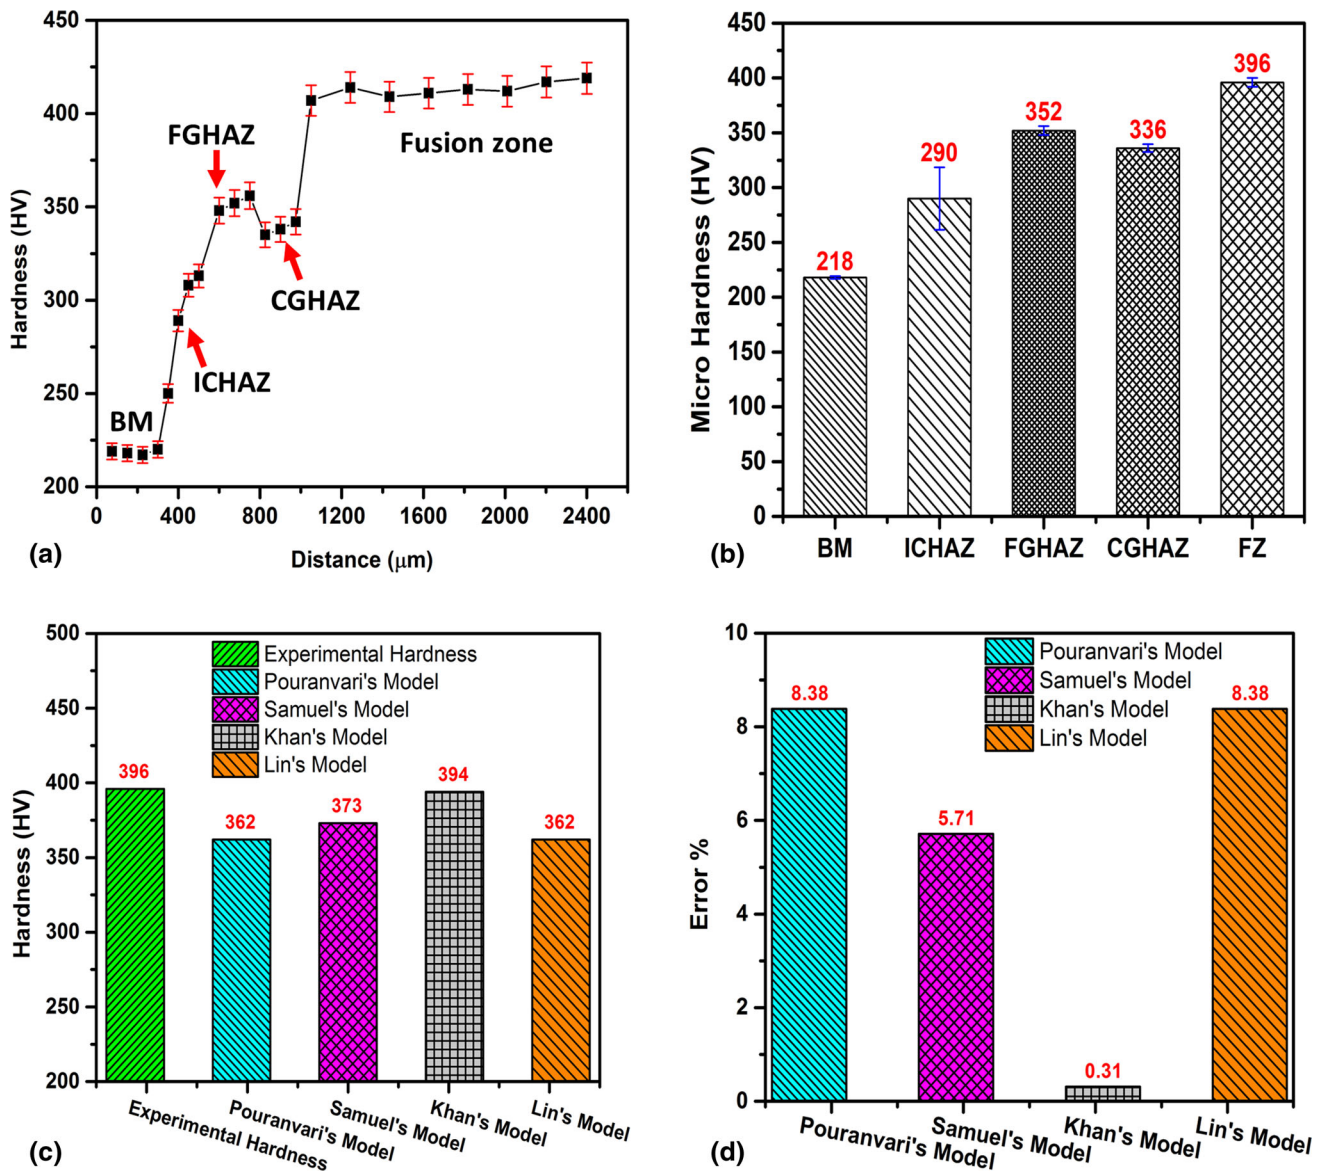 450
400
350
300
250
200
0
400
800
1200
1600
2000
2400
Hardness (HV)
Distance (μm)
BM
ICHAZ
FGHAZ
CGHAZ
Fusion zone
(a)
450
400
350
300
250
200
150
100
50
0
Micro Hardness (HV)
218
290
352
336
396
BM
ICHAZ
FGHAZ
CGHAZ
FZ
(b)
500
450
400
350
300
250
200
Hardness (HV)
Experimental Hardness
Pouranvari's Model
Samuel's Model
Khan's Model
Lin's Model
396
362
373
394
362
Experimental Hardness
Pouranvari's Model
Samuel's Model
Khan's Model
Lin's Model
(c)
10
8
6
4
2
0
Error %
Pouranvari's Model
Samuel's Model
Khan's Model
Lin's Model
8.38
5.71
0.31
8.38
Pouranvari's Model
Samuel's Model
Khan's Model
Lin's Model
(d)